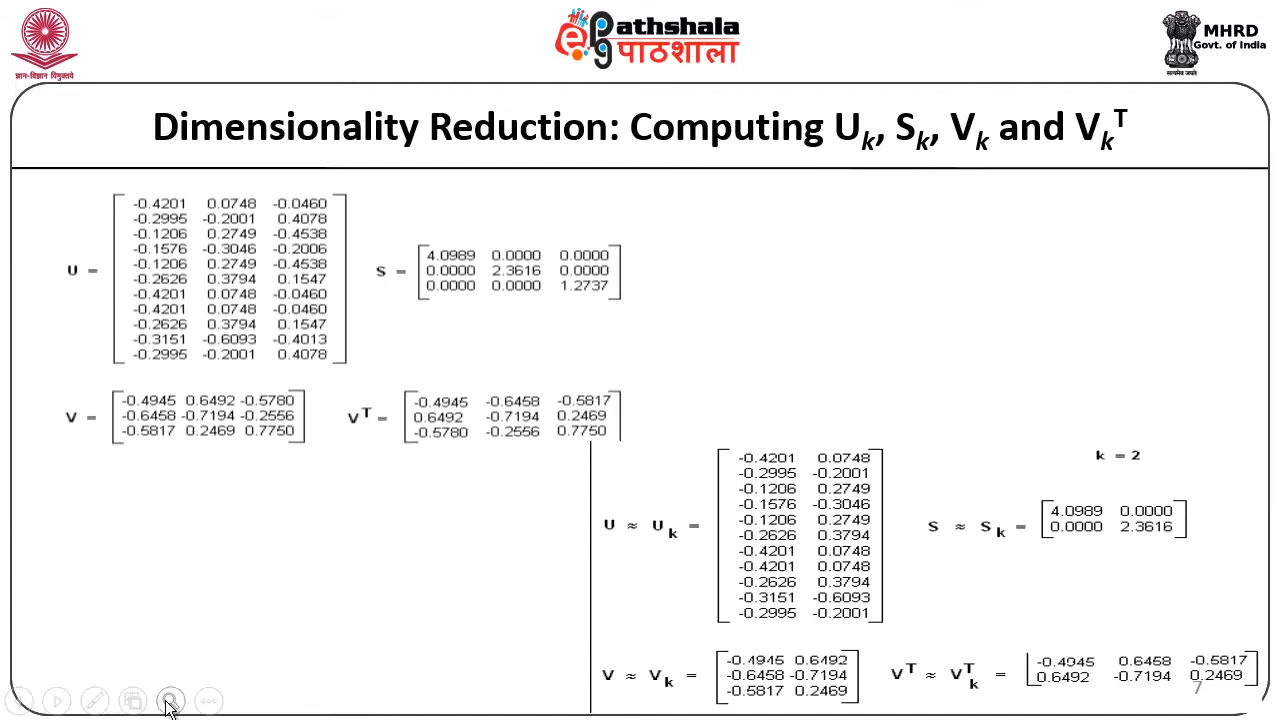 ज्ञान-विज्ञान विमुक्तये
ePG Pathshala
पाठशाला
MHRD
Govt. of India
सत्यमेव जयते
Dimensionality Reduction: Computing Uk, Sk, Vk and VkT
-0.4201 0.0748 -0.0460
-0.2995 -0.2001 0.4078
-0.1206 0.2749 -0.4538
-0.1576 -0.3046 -0.2006
U = -0.1206 0.2749 -0.4538
-0.2626 0.3794 0.1547
-0.4201 0.0748 -0.0460
-0.4201 0.0748 -0.0460
-0.2626 0.3794 0.1547
-0.3151 -0.6093 -0.4013
-0.2995 -0.2001 0.4078
4.0989 0.0000 0.0000
S = 0.0000 2.3616 0.0000
0.0000 0.0000 1.2737
-0.4945 0.6492 -0.5780
V = -0.6458 -0.7194 -0.2556
-0.5817 0.2469 0.7750
-0.4945 -0.6458 -0.5817
VT = 0.6492 -0.7194 0.2469
-0.5780 -0.2556 0.7750
k = 2
-0.4201 0.0748
-0.2995 -0.2001
-0.1206 0.2749
-0.1576 -0.3046
U ≈ Uk = -0.1206 0.2749
-0.2626 0.3794
-0.4201 0.0748
-0.4201 0.0748
-0.2626 0.3794
-0.3151 -0.6093
-0.2995 -0.2001
4.0989 0.0000
S ≈ Sk = 0.0000 2.3616
-0.4945 0.6492
V ≈ Vk = -0.6458 -0.7194
-0.5817 0.2469
-0.4945 0.6458 -0.5817
VT ≈ VkT = 0.6492 -0.7194 0.2469
7